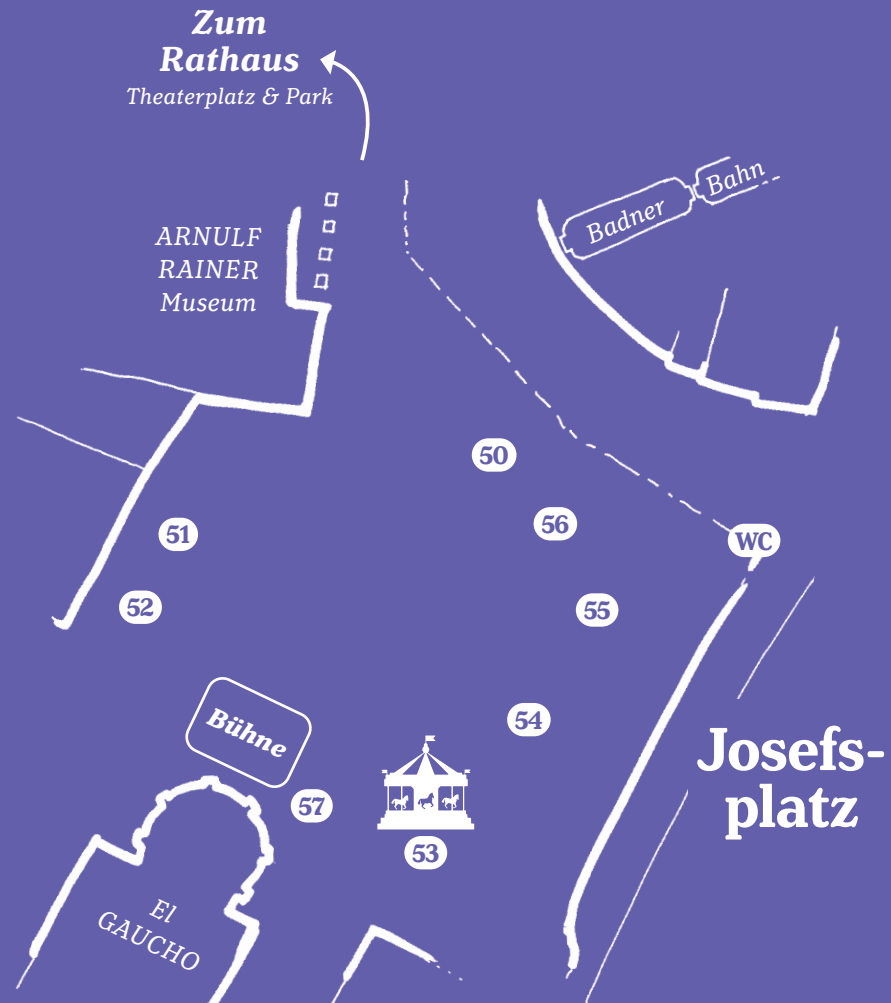 Zum
Rathaus
Theaterplatz & Park
Badner
Bahn
ARNULF
RAINER
Museum
50
56
51
WC
52
55
Bühne
54
Josefs-
platz
57
53
El
GAUCHO